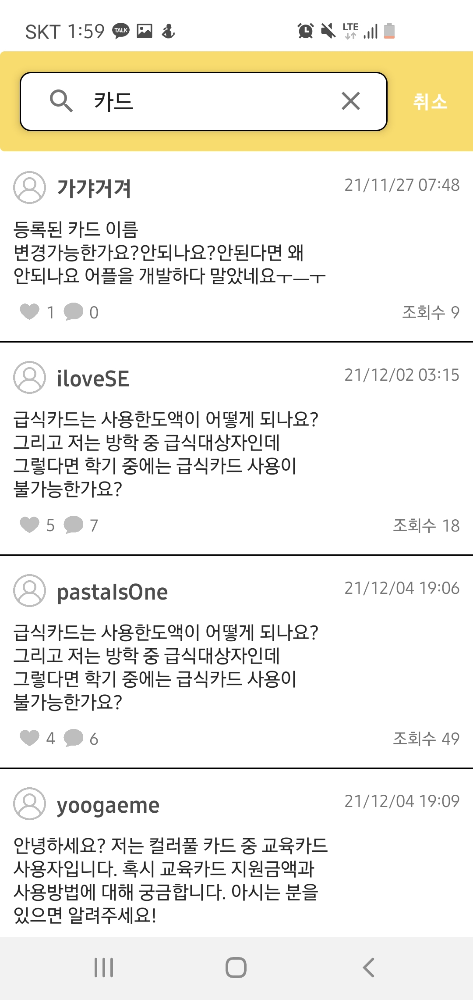 SKT 1:59 TALK LTE
카드 취소
가갸거겨 21/11/27 07:48
등록된 카드 이름
변경가능한가요?안되나요?안된다면 왜
안되나요 어플을 개발하다 말았네요ㅜㅡㅜ
1 0 조회수 9
iloveSE 21/12/02 03:15
급식카드는 사용한도액이 어떻게 되나요?
그리고 저는 방학 중 급식대상자인데
그렇다면 학기 중에는 급식카드 사용이
불가능한가요?
5 7 조회수 18
pastaIsOne 21/12/04 19:06
급식카드는 사용한도액이 어떻게 되나요?
그리고 저는 방학 중 급식대상자인데
그렇다면 학기 중에는 급식카드 사용이
불가능한가요?
4 6 조회수 49
yoogaeme 21/12/04 19:09
안녕하세요? 저는 컬러풀 카드 중 교육카드
사용자입니다. 혹시 교육카드 지원금액과
사용방법에 대해 궁금합니다. 아시는 분을
있으면 알려주세요!